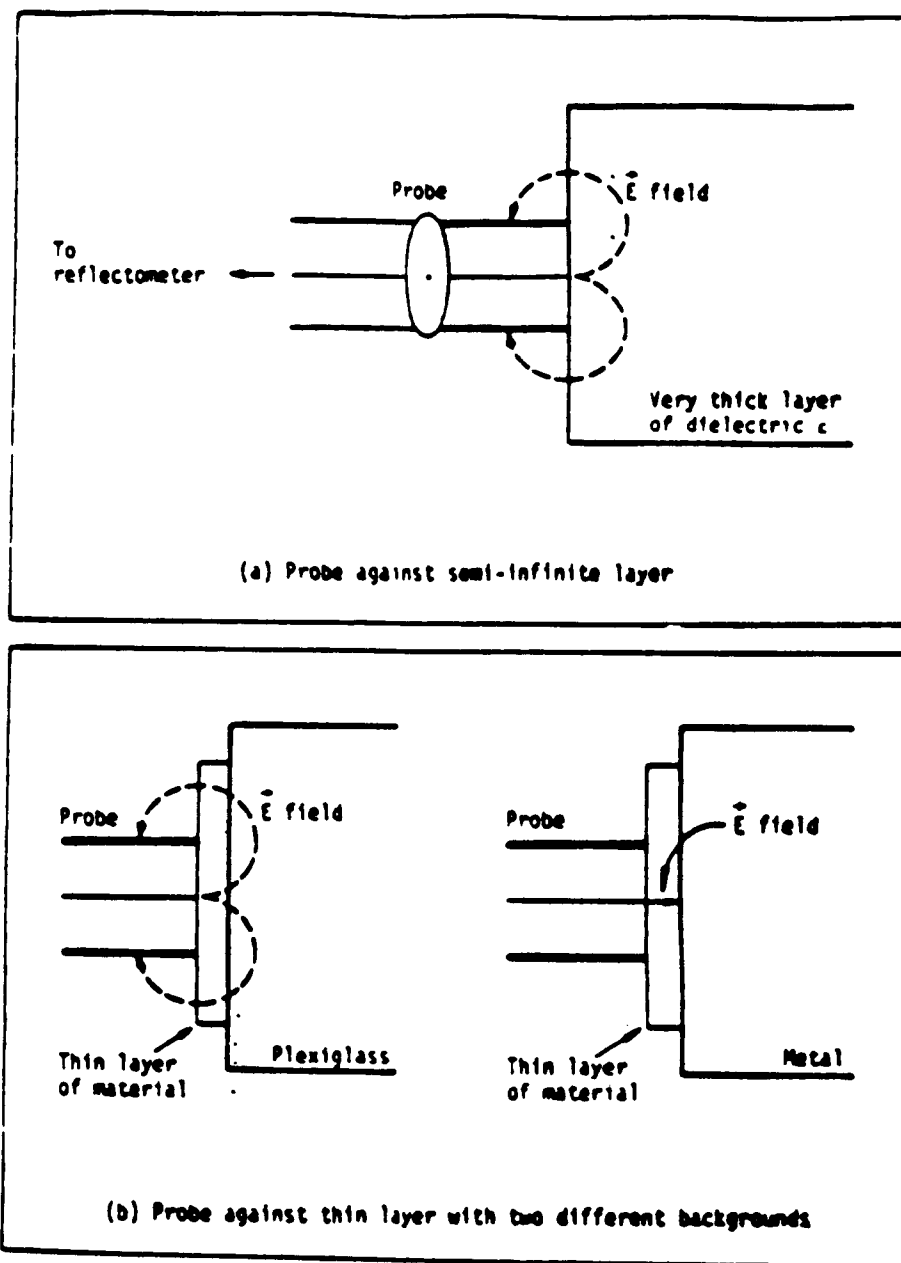 Probe
E field
To
reflectometer
Very thick layer
of dielectric ε
(a) Probe against semi-infinite layer
Probe
E field
Thin layer
of material
Plexiglass
Probe
E field
Thin layer
of material
Metal
(b) Probe against thin layer with two different backgrounds